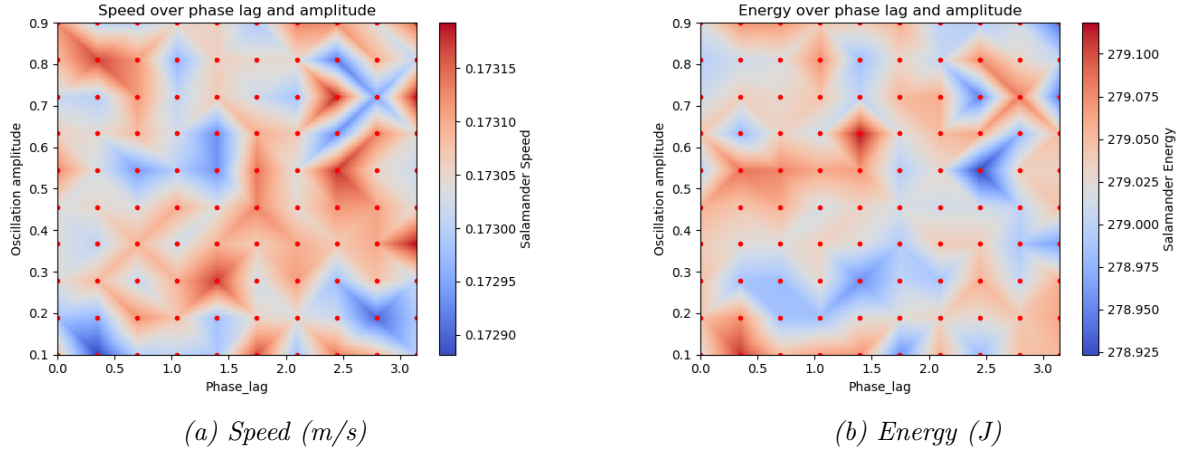 Speed over phase lag and amplitude
Oscillation amplitude
0.9
0.8
0.7
0.6
0.5
0.4
0.3
0.2
0.1
0.0 0.5 1.0 1.5 2.0 2.5 3.0
Phase_lag
0.17315
0.17310
0.17305
0.17300
0.17295
0.17290
Salamander Speed
(a) Speed (m/s)
Energy over phase lag and amplitude
Oscillation amplitude
0.9
0.8
0.7
0.6
0.5
0.4
0.3
0.2
0.1
0.0 0.5 1.0 1.5 2.0 2.5 3.0
Phase_lag
279.100
279.075
279.050
279.025
279.000
278.975
278.950
278.925
Salamander Energy
(b) Energy (J)